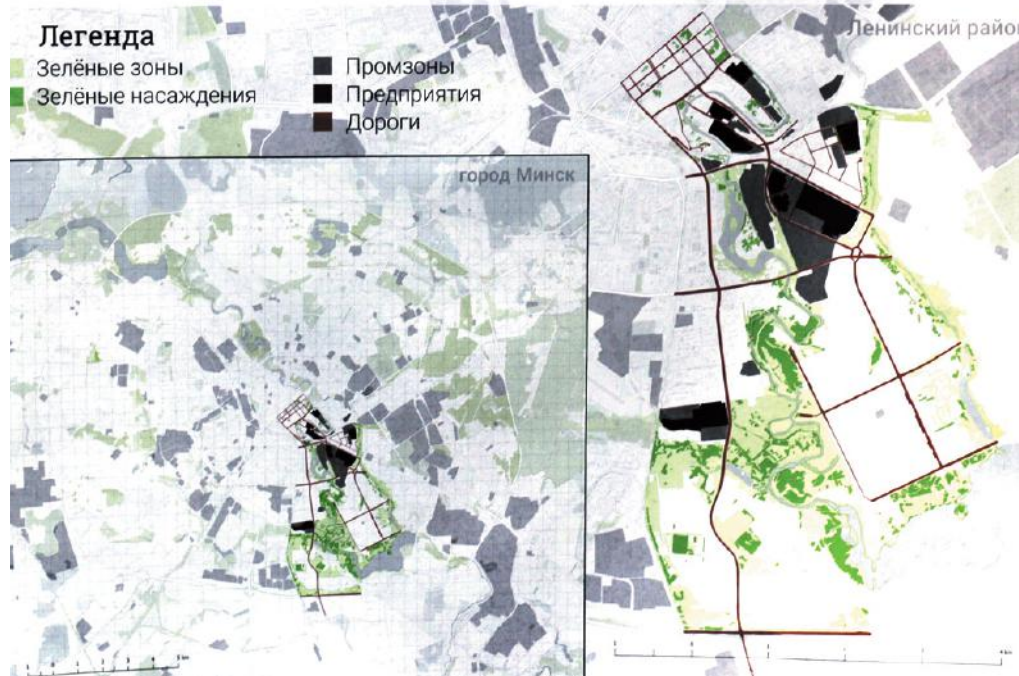 Легенда
Зелёные зоны
Зелёные насаждения
Промзоны
Предприятия
Дороги
Ленинский район
город Минск